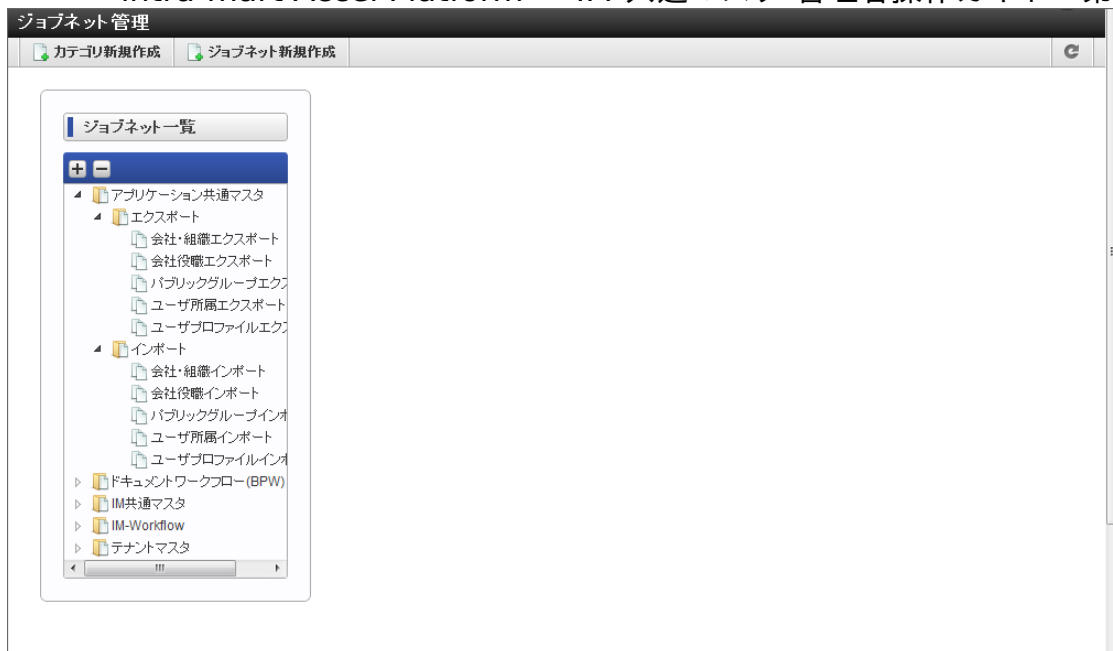 ジョブネット管理
カテゴリ新規作成 ジョブネット新規作成
ジョブネット一覧
アプリケーション共通マスタ
エクスポート
会社・組織エクスポート
会社役職エクスポート
パブリックグループエクス
ユーザ所属エクスポート
ユーザプロファイルエクス
インポート
会社・組織インポート
会社役職インポート
パブリックグループインポ
ユーザ所属インポート
ユーザプロファイルインポ
ドキュメントワークフロー(BPW)
IM共通マスタ
IM-Workflow
テナントマスタ